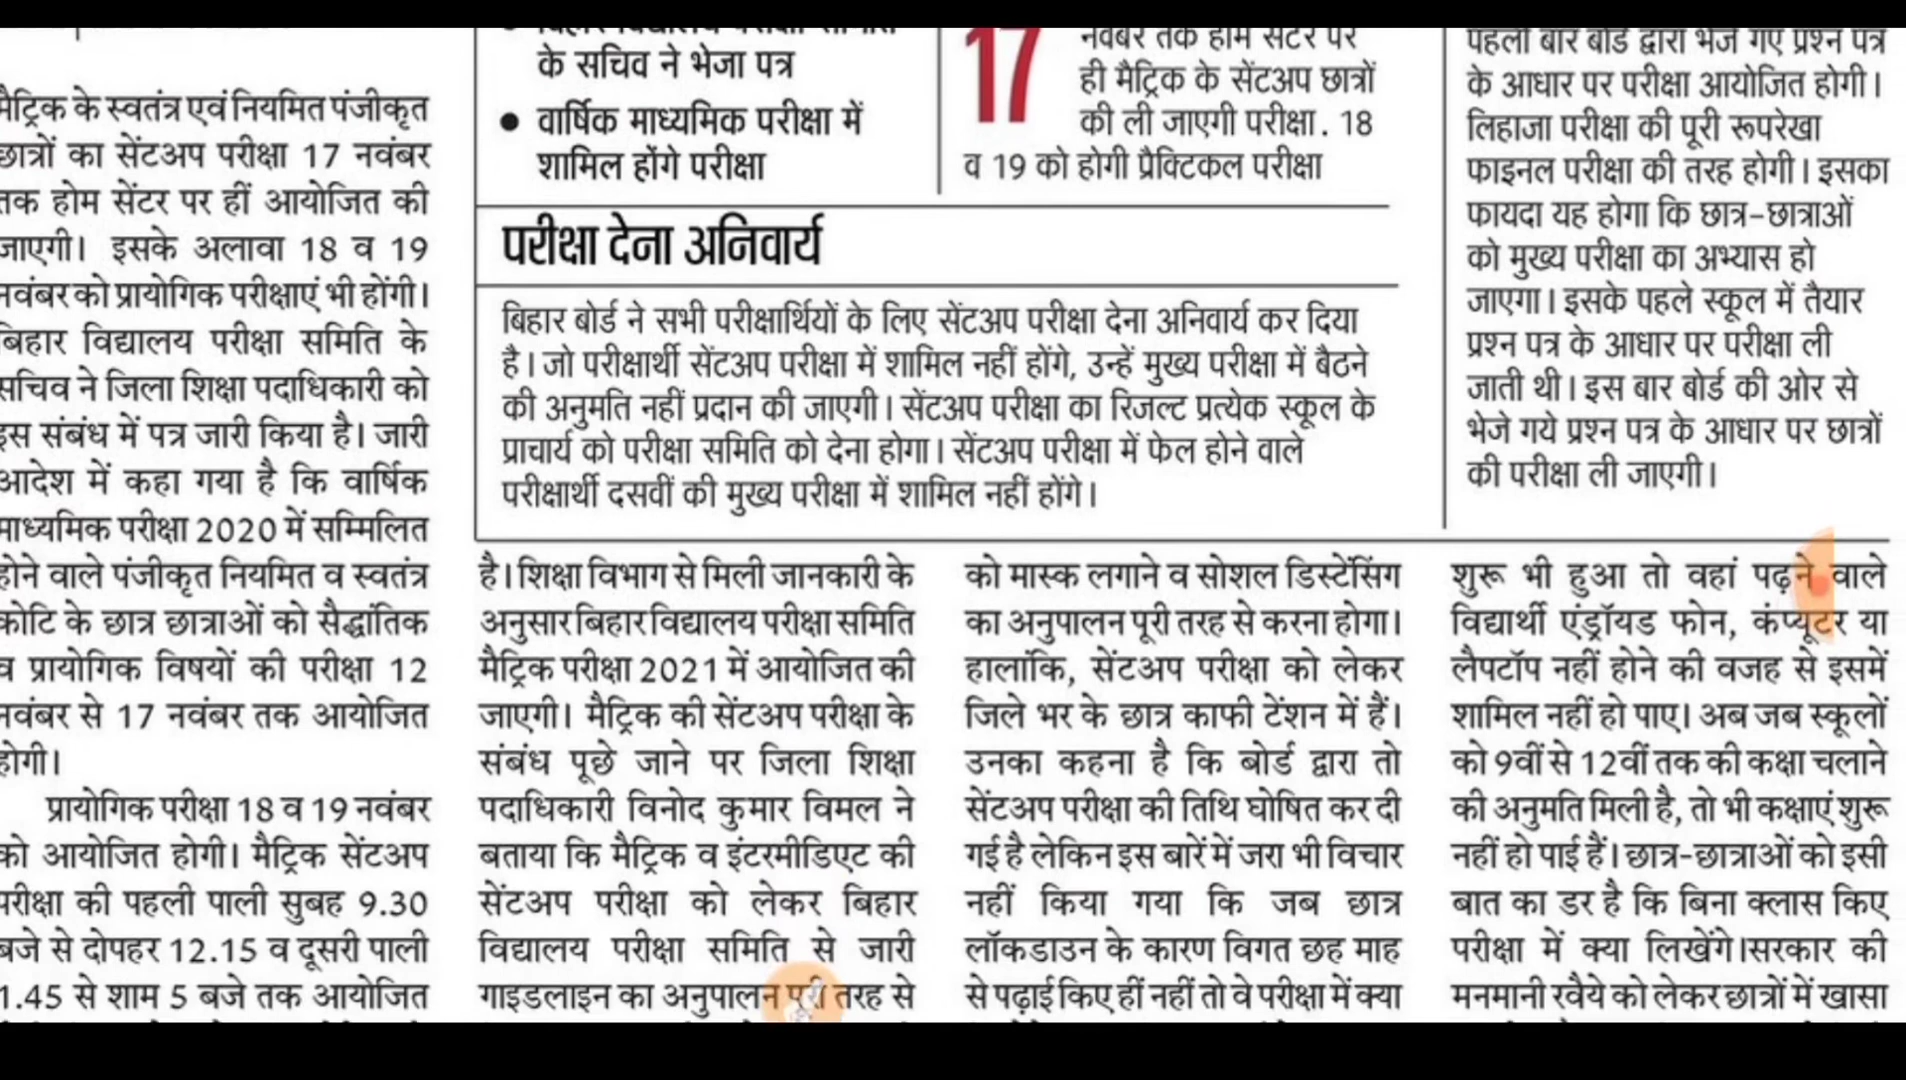 मैट्रिक के स्वतंत्र एवं नियमित पंजीकृत
छात्रों का सेंटअप परीक्षा 17 नवंबर
तक होम सेंटर पर हीं आयोजित की
जाएगी। इसके अलावा 18 व 19
नवंबर को प्रायोगिक परीक्षाएं भी होंगी।
बिहार विद्यालय परीक्षा समिति के
सचिव ने जिला शिक्षा पदाधिकारी को
इस संबंध में पत्र जारी किया है। जारी
आदेश में कहा गया है कि वार्षिक
माध्यमिक परीक्षा 2020 में सम्मिलित
होने वाले पंजीकृत नियमित व स्वतंत्र
कोटि के छात्र छात्राओं को सैद्धांतिक
व प्रायोगिक विषयों की परीक्षा 12
नवंबर से 17 नवंबर तक आयोजित
होगी।
प्रायोगिक परीक्षा 18 व 19 नवंबर
को आयोजित होगी। मैट्रिक सेंटअप
परीक्षा की पहली पाली सुबह 9.30
बजे से दोपहर 12.15 व दूसरी पाली
1.45 से शाम 5 बजे तक आयोजित
के सचिव ने भेजा पत्र
● वार्षिक माध्यमिक परीक्षा में
शामिल होंगे परीक्षा
17 नवंबर तक होम सेंटर पर
ही मैट्रिक के सेंटअप छात्रों
की ली जाएगी परीक्षा. 18
व 19 को होगी प्रैक्टिकल परीक्षा
परीक्षा देना अनिवार्य
बिहार बोर्ड ने सभी परीक्षार्थियों के लिए सेंटअप परीक्षा देना अनिवार्य कर दिया
है। जो परीक्षार्थी सेंटअप परीक्षा में शामिल नहीं होंगे, उन्हें मुख्य परीक्षा में बैठने
की अनुमति नहीं प्रदान की जाएगी। सेंटअप परीक्षा का रिजल्ट प्रत्येक स्कूल के
प्राचार्य को परीक्षा समिति को देना होगा। सेंटअप परीक्षा में फेल होने वाले
परीक्षार्थी दसवीं की मुख्य परीक्षा में शामिल नहीं होंगे।
पहली बार बोर्ड द्वारा भेजे गए प्रश्न पत्र
के आधार पर परीक्षा आयोजित होगी।
लिहाजा परीक्षा की पूरी रूपरेखा
फाइनल परीक्षा की तरह होगी। इसका
फायदा यह होगा कि छात्र-छात्राओं
को मुख्य परीक्षा का अभ्यास हो
जाएगा। इसके पहले स्कूल में तैयार
प्रश्न पत्र के आधार पर परीक्षा ली
जाती थी। इस बार बोर्ड की ओर से
भेजे गये प्रश्न पत्र के आधार पर छात्रों
की परीक्षा ली जाएगी।
है। शिक्षा विभाग से मिली जानकारी के
अनुसार बिहार विद्यालय परीक्षा समिति
मैट्रिक परीक्षा 2021 में आयोजित की
जाएगी। मैट्रिक की सेंटअप परीक्षा के
संबंध पूछे जाने पर जिला शिक्षा
पदाधिकारी विनोद कुमार विमल ने
बताया कि मैट्रिक व इंटरमीडिएट की
सेंटअप परीक्षा को लेकर बिहार
विद्यालय परीक्षा समिति से जारी
गाइडलाइन का अनुपालन पूरी तरह से
को मास्क लगाने व सोशल डिस्टेंसिंग
का अनुपालन पूरी तरह से करना होगा।
हालांकि, सेंटअप परीक्षा को लेकर
जिले भर के छात्र काफी टेंशन में हैं।
उनका कहना है कि बोर्ड द्वारा तो
सेंटअप परीक्षा की तिथि घोषित कर दी
गई है लेकिन इस बारें में जरा भी विचार
नहीं किया गया कि जब छात्र
लॉकडाउन के कारण विगत छह माह
से पढ़ाई किए हीं नहीं तो वे परीक्षा में क्या
शुरू भी हुआ तो वहां पढ़ने वाले
विद्यार्थी एंड्रॉयड फोन, कंप्यूटर या
लैपटॉप नहीं होने की वजह से इसमें
शामिल नहीं हो पाए। अब जब स्कूलों
को 9वीं से 12वीं तक की कक्षा चलाने
की अनुमति मिली है, तो भी कक्षाएं शुरू
नहीं हो पाई हैं। छात्र-छात्राओं को इसी
बात का डर है कि बिना क्लास किए
परीक्षा में क्या लिखेंगे।सरकार की
मनमानी रवैये को लेकर छात्रों में खासा